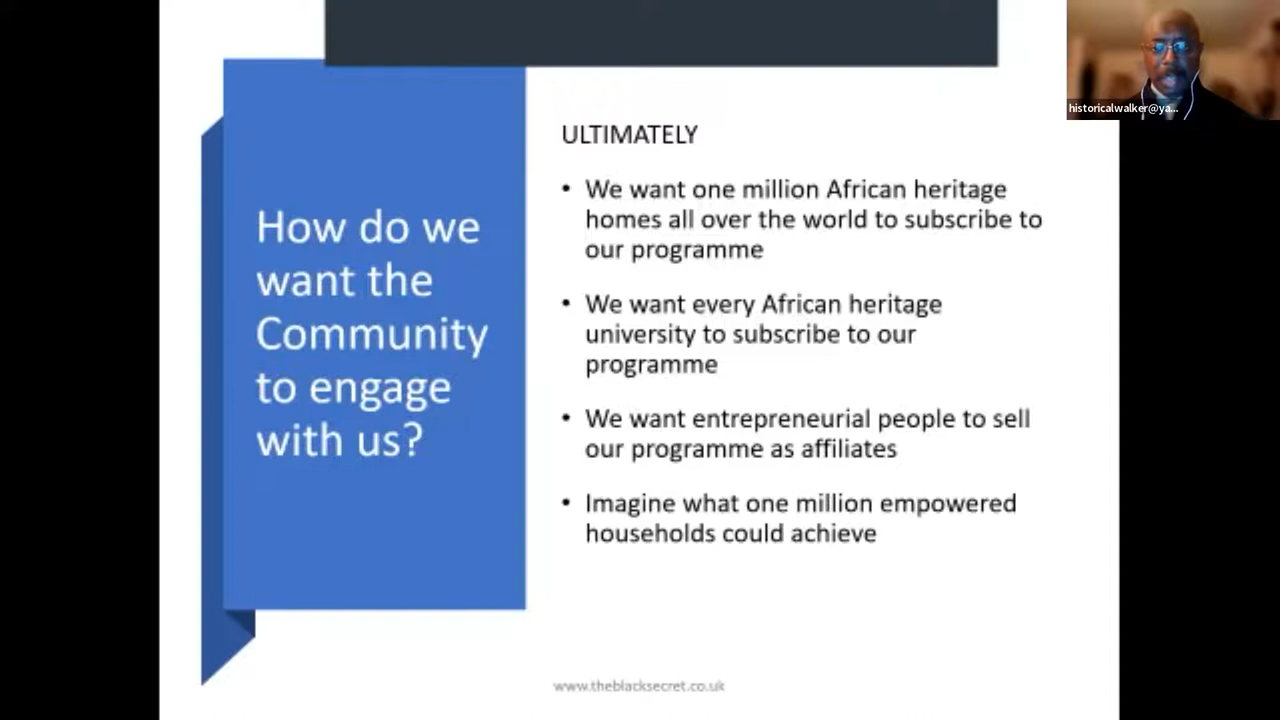 historicalwalker@ya...
How do we
want the
Community
to engage
with us?
ULTIMATELY
• We want one million African heritage
homes all over the world to subscribe to
our programme
• We want every African heritage
university to subscribe to our
programme
• We want entrepreneurial people to sell
our programme as affiliates
• Imagine what one million empowered
households could achieve
www.theblacksecret.co.uk